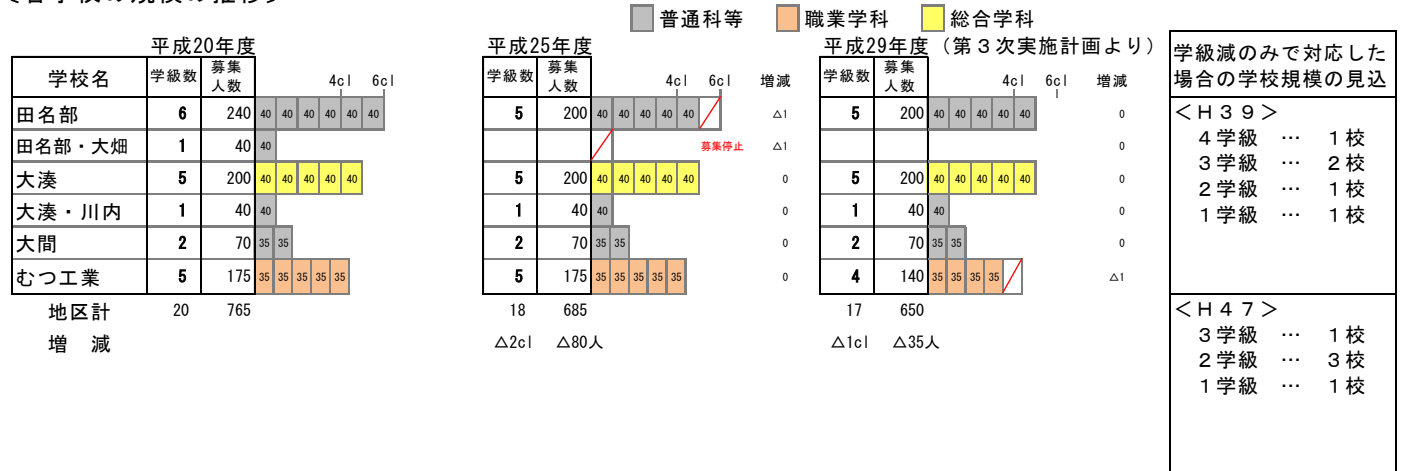 普通科等 職業学科 総合学科
平成20年度 平成25年度 平成29年度（第３次実施計画より）
学校名 学級数 募集人数 4cl 6cl 学級数 募集人数 4cl 6cl 増減 学級数 募集人数 4cl 6cl 増減
田名部 6 240 40 40 40 40 40 40 5 200 40 40 40 40 40 △1 5 200 40 40 40 40 40 0
田名部・大畑 1 40 40 募集停止 △1 0
大湊 5 200 40 40 40 40 40 5 200 40 40 40 40 40 0 5 200 40 40 40 40 40 0
大湊・川内 1 40 40 1 40 40 0 1 40 40 0
大間 2 70 35 35 2 70 35 35 0 2 70 35 35 0
むつ工業 5 175 35 35 35 35 35 5 175 35 35 35 35 35 0 4 140 35 35 35 35 △1
地区計 20 765 18 685 17 650
増 減 △2cl △80人 △1cl △35人
学級減のみで対応した
場合の学校規模の見込
＜Ｈ３９＞
４学級 … １校
３学級 … ２校
２学級 … １校
１学級 … １校
＜Ｈ４７＞
３学級 … １校
２学級 … ３校
１学級 … １校